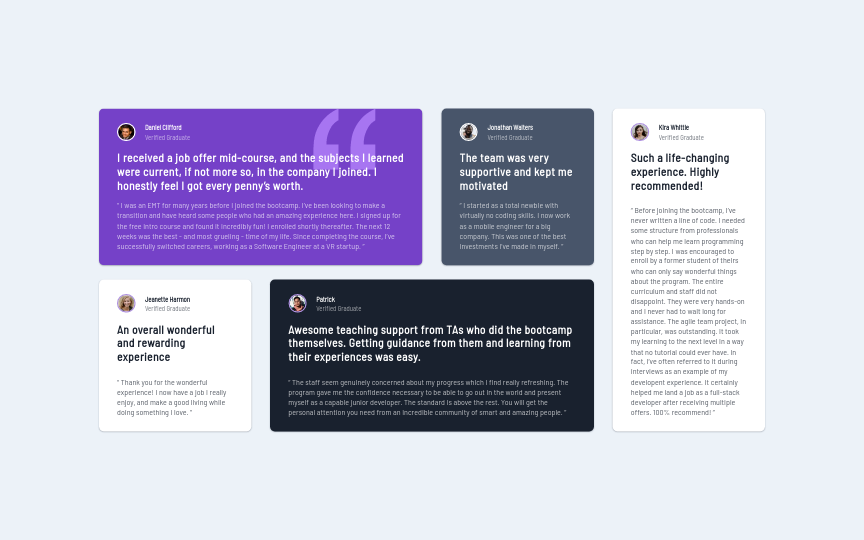 Daniel Clifford
Verified Graduate
I received a job offer mid-course, and the subjects I learned
were current, if not more so, in the company I joined. I
honestly feel I got every penny's worth.
" I was an EMT for many years before I joined the bootcamp. I've been looking to make a
transition and have heard some people who had an amazing experience here. I signed up for
the free intro course and found it incredibly fun! I enrolled shortly thereafter. The next 12
weeks was the best - and most grueling - time of my life. Since completing the course, I've
successfully switched careers, working as a Software Engineer at a VR startup. "
Jonathan Walters
Verified Graduate
The team was very
supportive and kept me
motivated
" I started as a total newbie with
virtually no coding skills. I now work
as a mobile engineer for a big
company. This was one of the best
investments I've made in myself. "
Kira Whittle
Verified Graduate
Such a life-changing
experience. Highly
recommended!
" Before joining the bootcamp, I've
never written a line of code. I needed
some structure from professionals
who can help me learn programming
step by step. I was encouraged to
enroll by a former student of theirs
who can only say wonderful things
about the program. The entire
curriculum and staff did not
disappoint. They were very hands-on
and I never had to wait long for
assistance. The agile team project, in
particular, was outstanding. It took
my learning to the next level in a way
that no tutorial could ever have. In
fact, I've often referred to it during
interviews as an example of my
development experience. It certainly
helped me land a job as a full-stack
developer after receiving multiple
offers. 100% recommend! "
Jeanette Harmon
Verified Graduate
An overall wonderful
and rewarding
experience
" Thank you for the wonderful
experience! I now have a job I really
enjoy, and make a good living while
doing something I love. "
Patrick
Verified Graduate
Awesome teaching support from TAs who did the bootcamp
themselves. Getting guidance from them and learning from
their experiences was easy.
" The staff seem genuinely concerned about my progress which I find really refreshing. The
program gave me the confidence necessary to be able to go out in the world and present
myself as a capable junior developer. The standard is above the rest. You will get the
personal attention you need from an incredible community of smart and amazing people. "